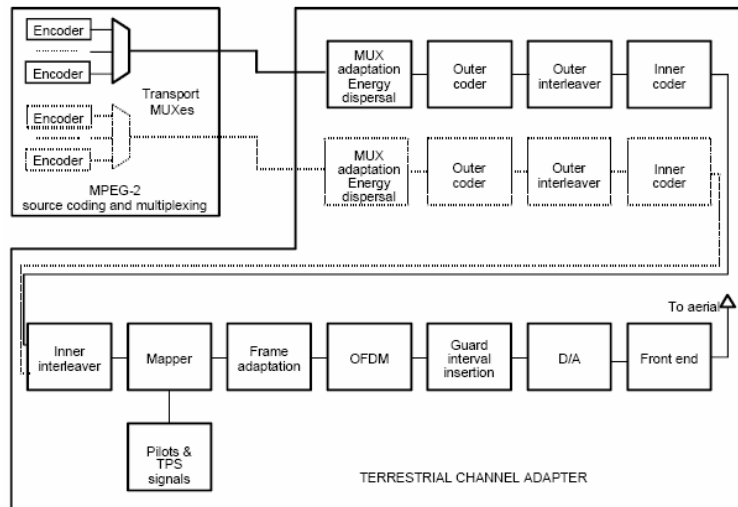 Encoder
Encoder
Transport
MUXes
Encoder
Encoder
MPEG-2
source coding and multiplexing
MUX
adaptation
Energy
dispersal
Outer
coder
Outer
interleaver
Inner
coder
MUX
adaptation
Energy
dispersal
Outer
coder
Outer
interleaver
Inner
coder
To aerial
Inner
interleaver
Mapper
Frame
adaptation
OFDM
Guard
interval
insertion
D/A
Front end
Pilots &
TPS
signals
TERRESTRIAL CHANNEL ADAPTER